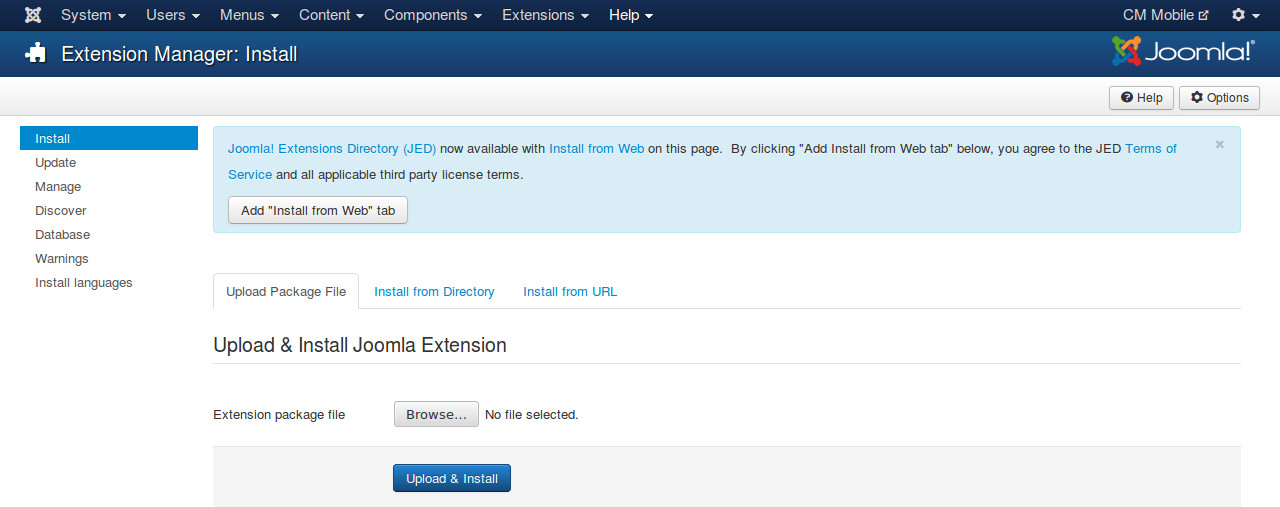 System Users Menus Content Components Extensions Help CM Mobile
Extension Manager: Install Joomla!®
Help Options
Install
Update
Manage
Discover
Database
Warnings
Install languages
Joomla! Extensions Directory (JED) now available with Install from Web on this page. By clicking "Add Install from Web tab" below, you agree to the JED Terms of
Service and all applicable third party license terms.
×
Add "Install from Web" tab
Upload Package File Install from Directory Install from URL
Upload & Install Joomla Extension
Extension package file Browse... No file selected.
Upload & Install